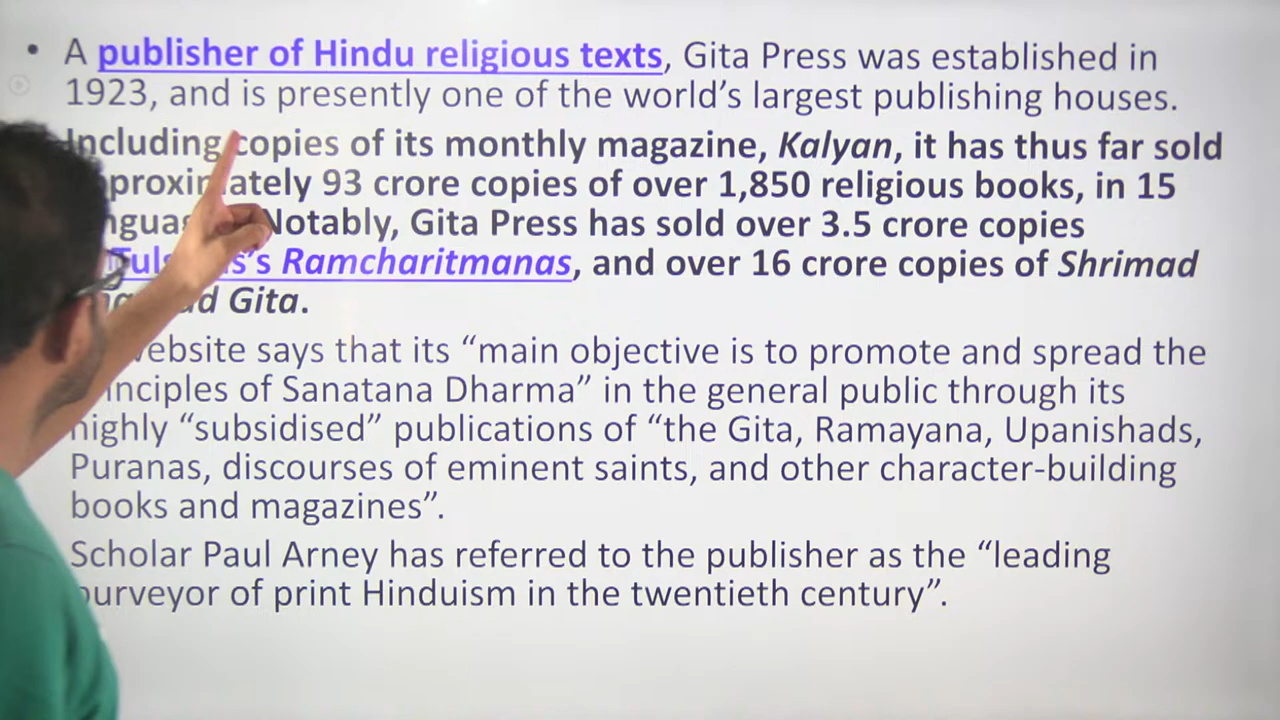 • A publisher of Hindu religious texts, Gita Press was established in
1923, and is presently one of the world’s largest publishing houses.
Including copies of its monthly magazine, Kalyan, it has thus far sold
93 crore copies of over 1,850 religious books, in 15
Notably, Gita Press has sold over 3.5 crore copies
Ramcharitmanas, and over 16 crore copies of Shrimad
Gita.
says that its “main objective is to promote and spread the
of Sanatana Dharma” in the general public through its
highly “subsidised” publications of “the Gita, Ramayana, Upanishads,
Puranas, discourses of eminent saints, and other character-building
books and magazines”.
Scholar Paul Arney has referred to the publisher as the “leading
purveyor of print Hinduism in the twentieth century”.